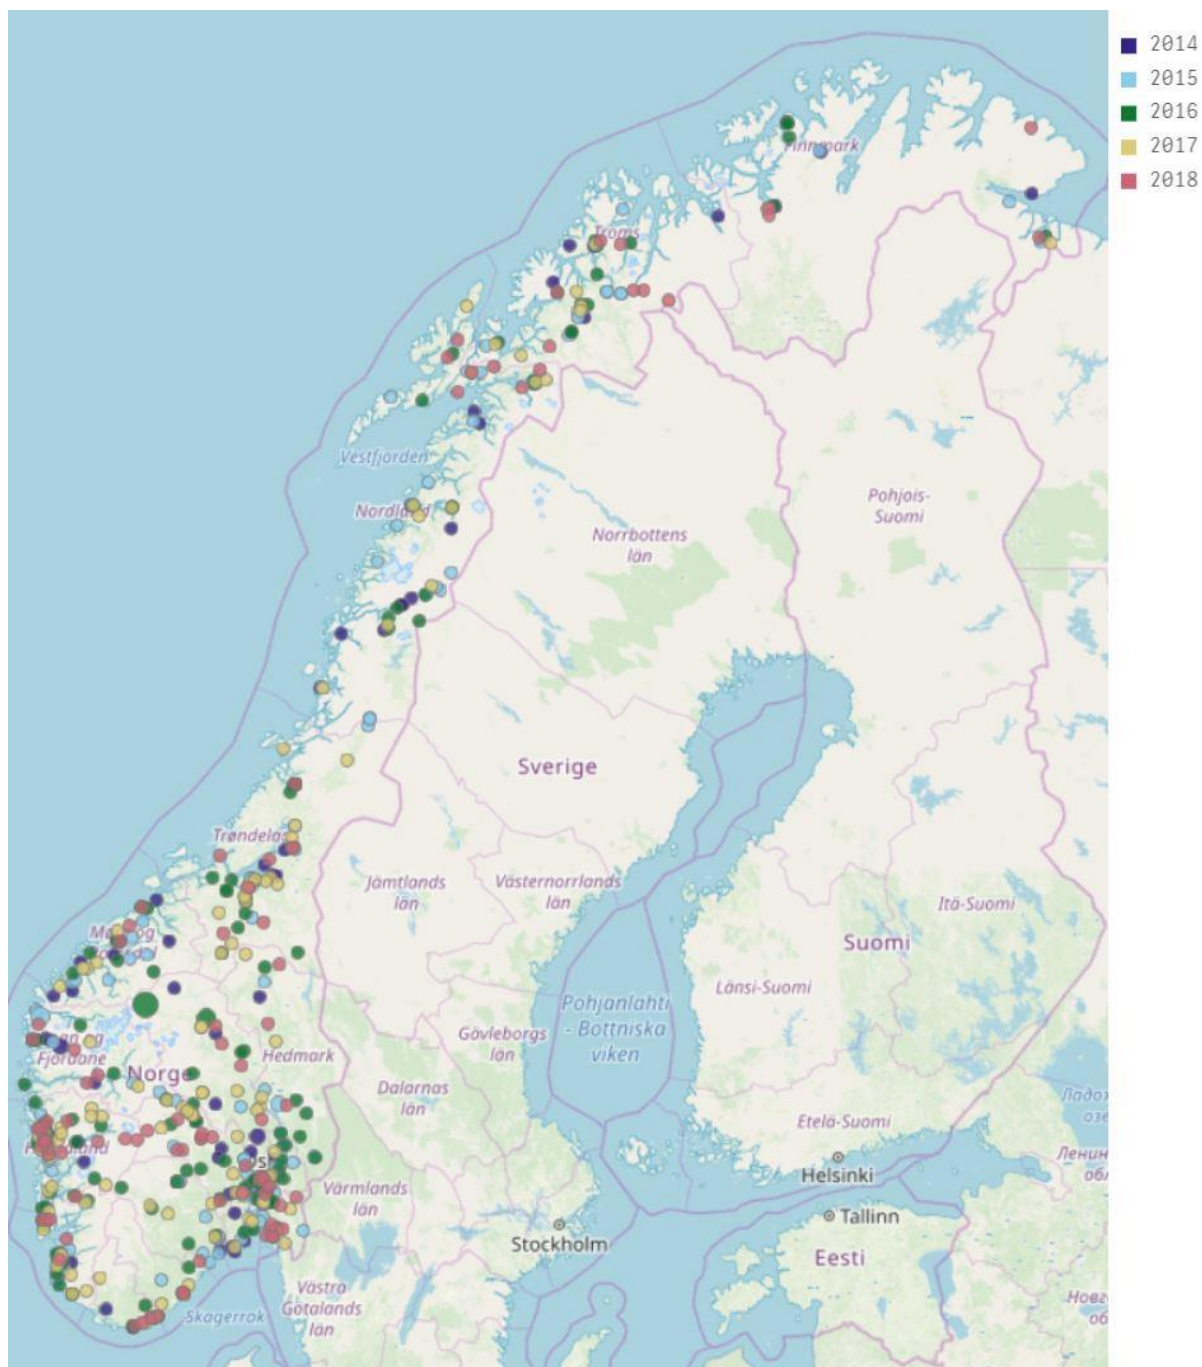 2014
2015
2016
2017
2018
Finnmark
Troms
Vestfjorden
Nordland
Pohjois-
Suomi
Norrbottens
län
Sverige
Jämtlands
län
Västernorrlands
län
Itä-Suomi
Suomi
Länsi-Suomi
Pohjanlahti
- Bottniska
viken
Gävleborgs
län
Fjordane
Hedmark
Norge
Dalarnas
län
Etelä-Suomi
Helsinki
Värmlands
län
Tallinn
Stockholm
Eesti
Västra
Götalands
län
Skagerrak